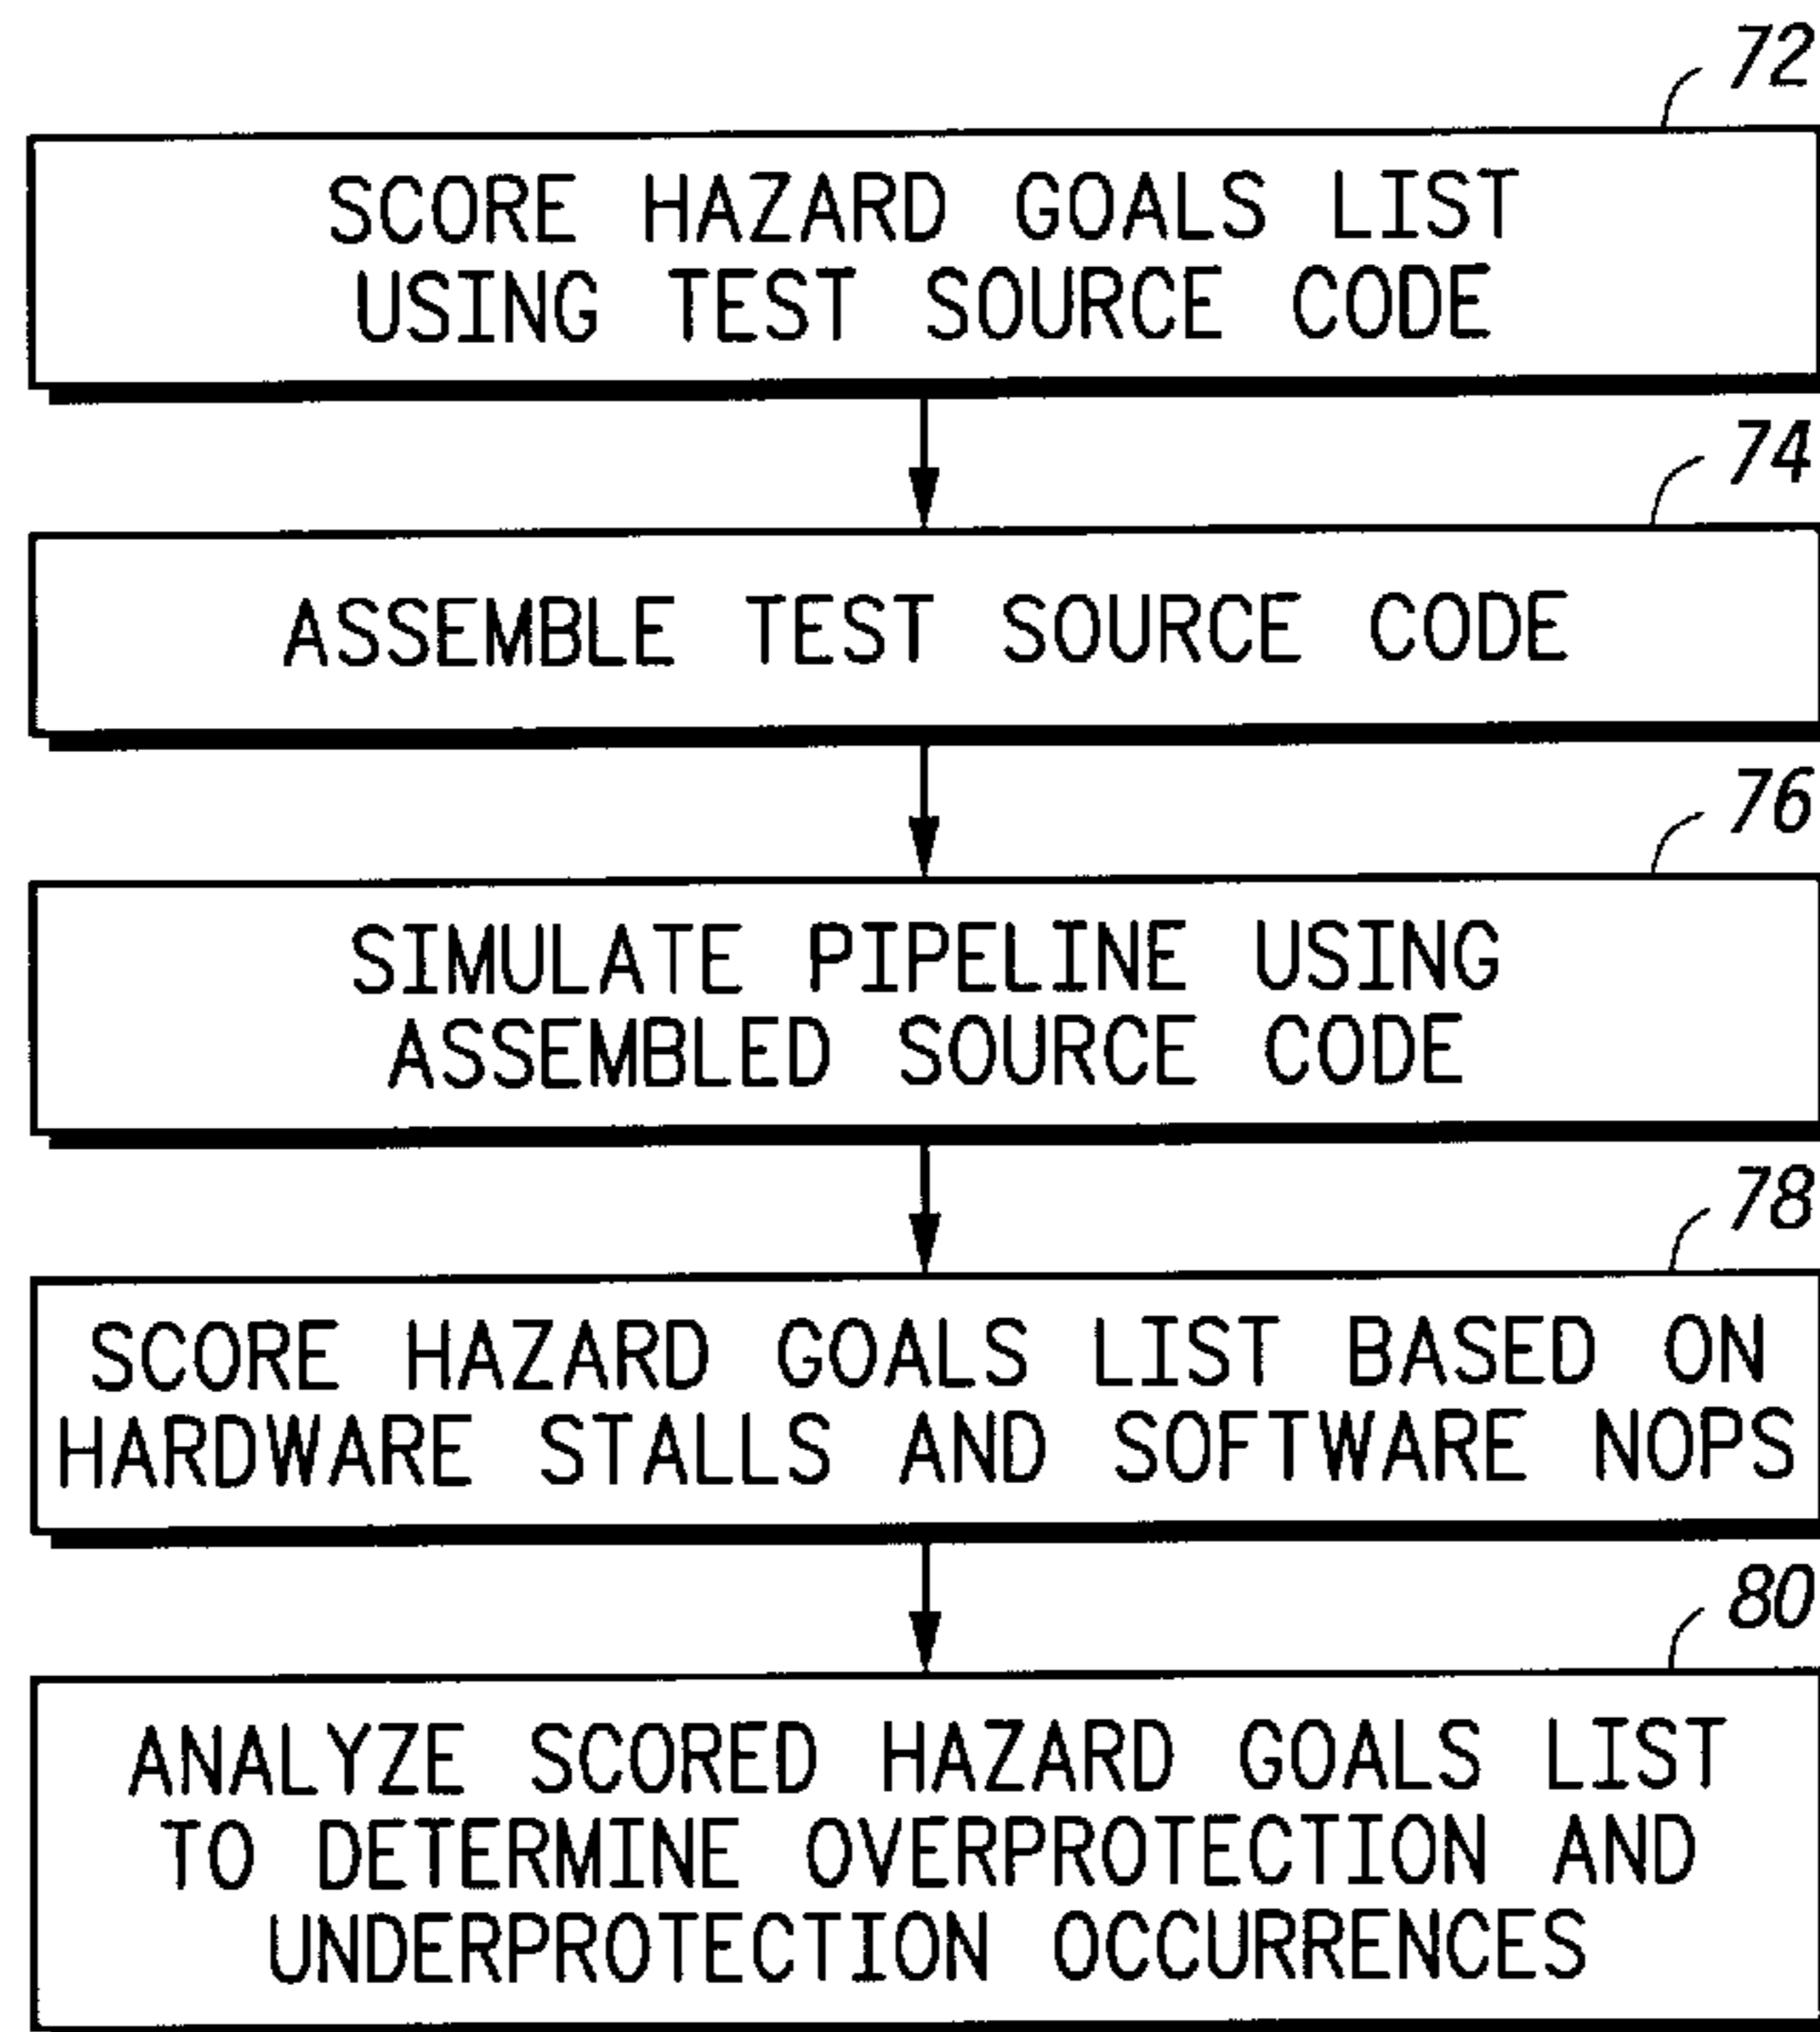 72
SCORE HAZARD GOALS LIST
USING TEST SOURCE CODE
74
ASSEMBLE TEST SOURCE CODE
76
SIMULATE PIPELINE USING
ASSEMBLED SOURCE CODE
78
SCORE HAZARD GOALS LIST BASED ON
HARDWARE STALLS AND SOFTWARE NOPS
80
ANALYZE SCORED HAZARD GOALS LIST
TO DETERMINE OVERPROTECTION AND
UNDERPROTECTION OCCURRENCES